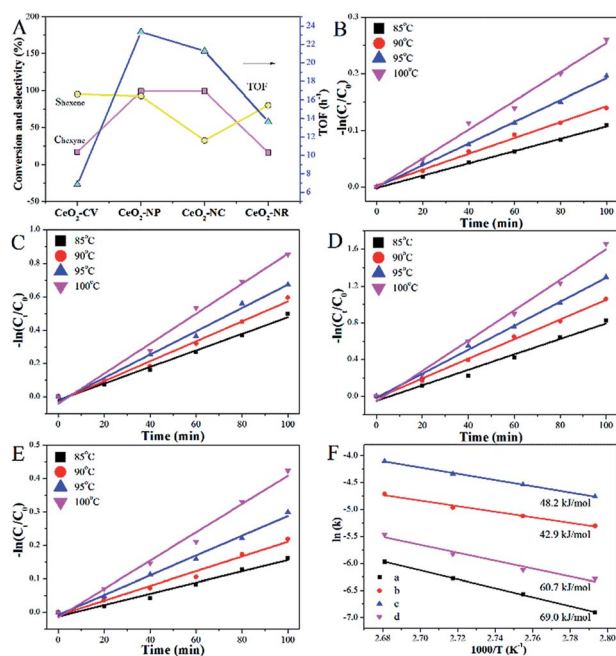 A
Conversion and selectivity (%)
200
150
100
50
0
-50
S hexene
C hexyne
TOF
TOF (h⁻¹)
24
22
20
18
16
14
12
10
8
6
CeO₂-CV CeO₂-NP CeO₂-NC CeO₂-NR
B
-ln(Cₜ/C₀)
0.2
0.1
0.0
85°C
90°C
95°C
100°C
0 20 40 60 80 100
Time (min)
C
-ln(Cₜ/C₀)
1.0
0.8
0.6
0.4
0.2
0.0
85°C
90°C
95°C
100°C
0 20 40 60 80 100
Time (min)
D
-ln(Cₜ/C₀)
1.8
1.2
0.6
0.0
85°C
90°C
95°C
100°C
0 20 40 60 80 100
Time (min)
E
-ln(Cₜ/C₀)
0.5
0.4
0.3
0.2
0.1
0.0
85°C
90°C
95°C
100°C
0 20 40 60 80 100
Time (min)
F
ln (k)
-4.0
-4.5
-5.0
-5.5
-6.0
-6.5
-7.0
48.2 kJ/mol
42.9 kJ/mol
60.7 kJ/mol
69.0 kJ/mol
a
b
c
d
2.68 2.70 2.72 2.74 2.76 2.78 2.80
1000/T (K⁻¹)